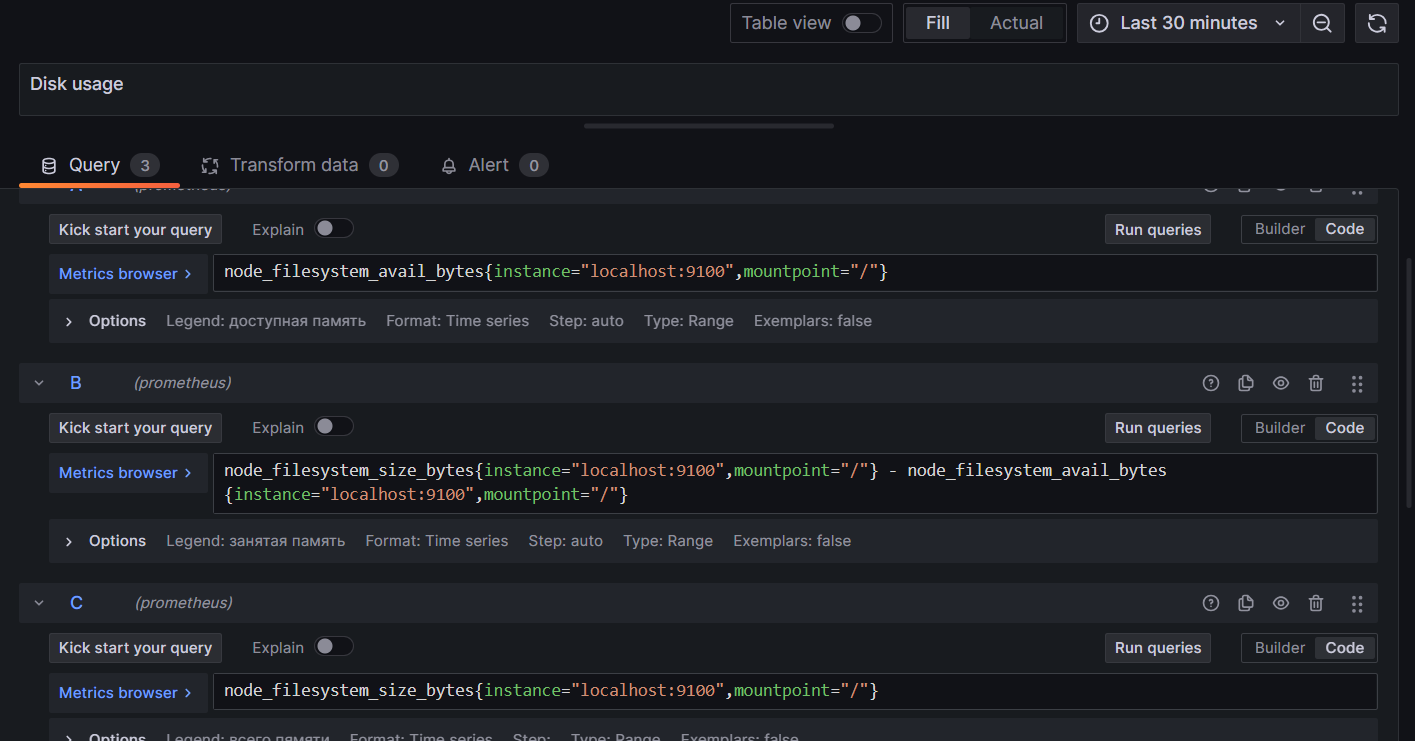 Table view Fill Actual Last 30 minutes
Disk usage
Query 3 Transform data 0 Alert 0
Kick start your query Explain Run queries Builder Code
Metrics browser > node_filesystem_avail_bytes{instance="localhost:9100",mountpoint="/"}
> Options Legend: доступная память Format: Time series Step: auto Type: Range Exemplars: false
B (prometheus)
Kick start your query Explain Run queries Builder Code
Metrics browser > node_filesystem_size_bytes{instance="localhost:9100",mountpoint="/"} - node_filesystem_avail_bytes
{instance="localhost:9100",mountpoint="/"}
> Options Legend: занятая память Format: Time series Step: auto Type: Range Exemplars: false
C (prometheus)
Kick start your query Explain Run queries Builder Code
Metrics browser > node_filesystem_size_bytes{instance="localhost:9100",mountpoint="/"}
> Options Legend: всего пямяти Format: Time series Step: Type: Range Exemplars: false